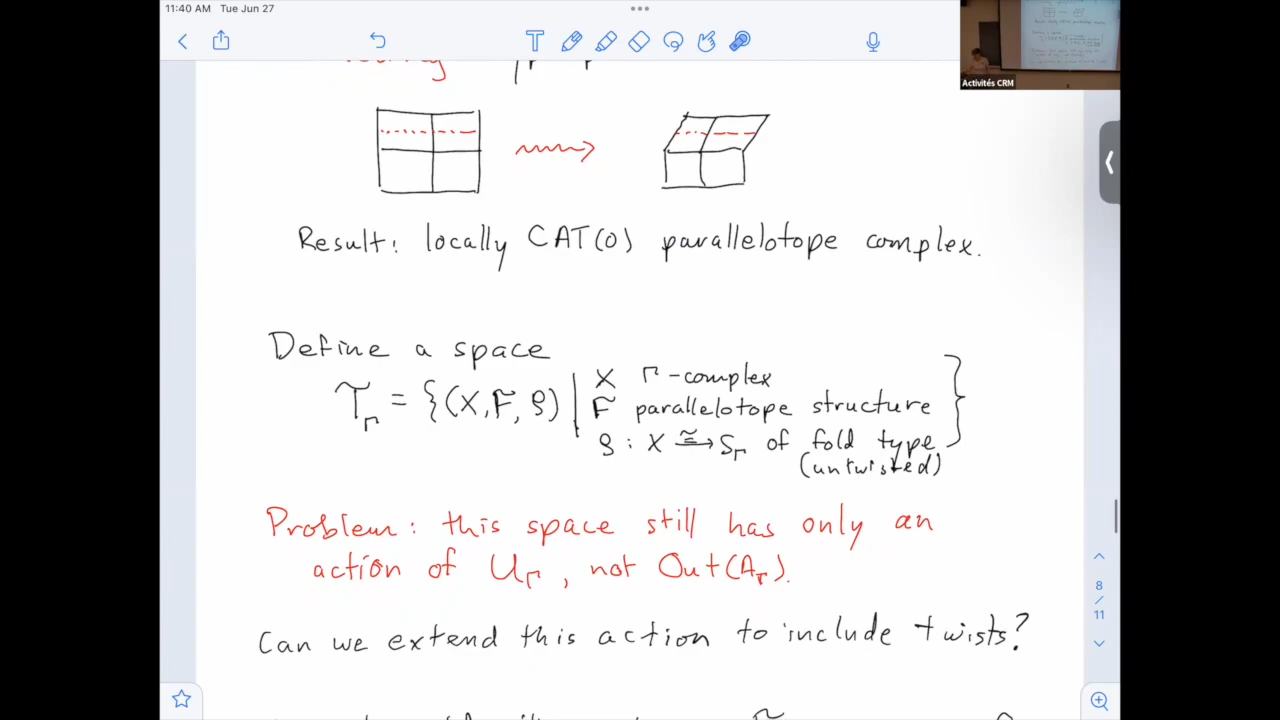 11:40 AM Tue Jun 27
Activités CRM
Result: locally CAT(0) parallelotope complex.
Define a space
T̃_Γ = {(X, F, ρ) | X Γ-complex
F parallelotope structure
ρ : X ≅→ S_Γ of fold type
(untwisted) }
Problem: this space still has only an
action of U_Γ, not Out(A_Γ).
8
/
11
Can we extend this action to include twists?